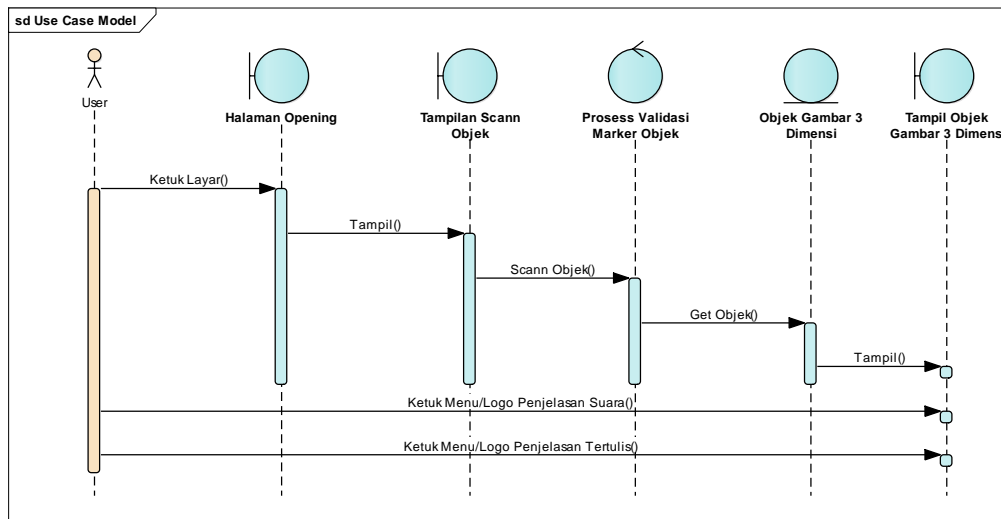 sd Use Case Model
User
Halaman Opening
Tampilan Scann
Objek
Prosess Validasi
Marker Objek
Objek Gambar 3
Dimensi
Tampil Objek
Gambar 3 Dimens
Ketuk Layar()
Tampil()
Scann Objek()
Get Objek()
Tampil()
Ketuk Menu/Logo Penjelasan Suara()
Ketuk Menu/Logo Penjelasan Tertulis()